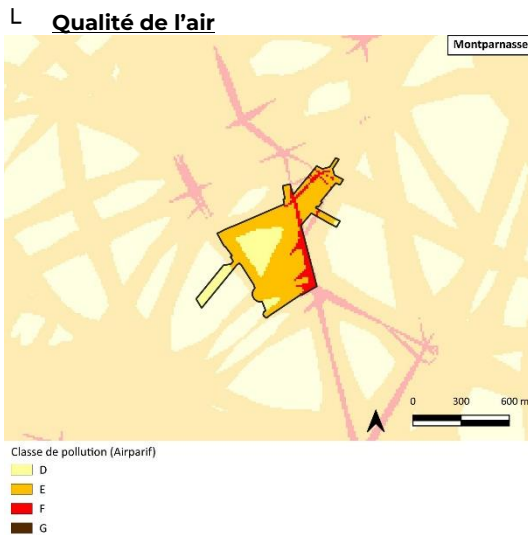 L Qualité de l'air
Montparnasse
0 300 600 m
Classe de pollution (Airparif)
D
E
F
G